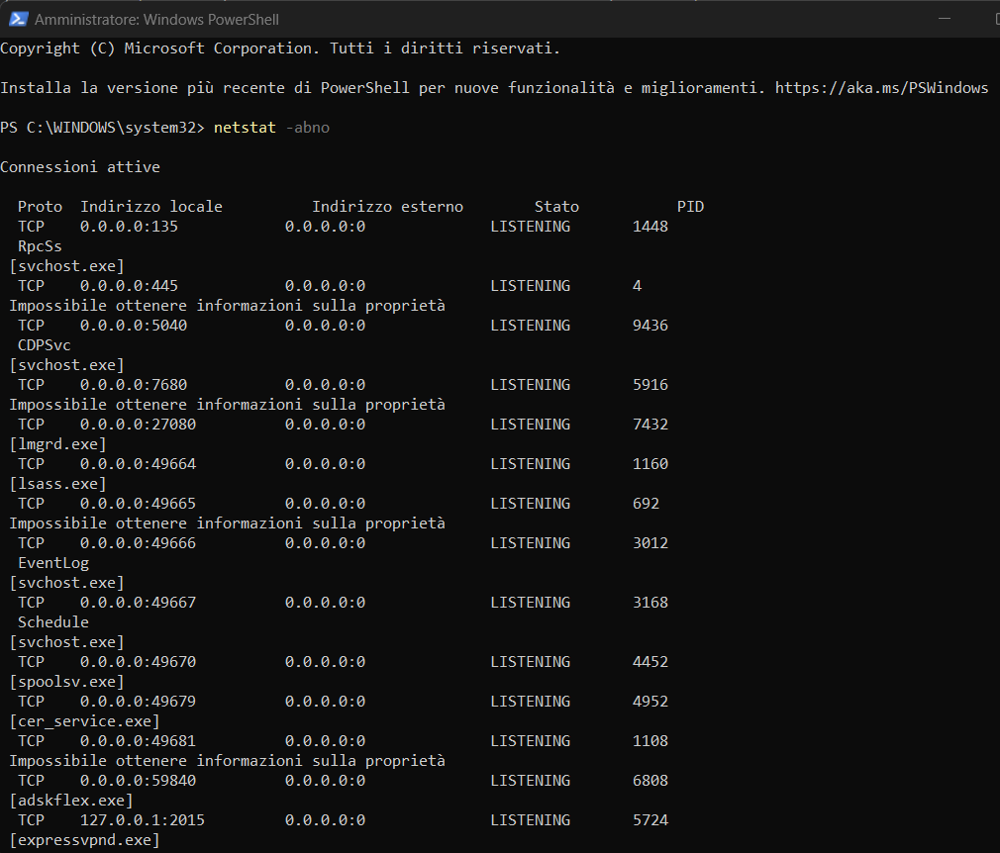 Amministratore: Windows PowerShell
Copyright (C) Microsoft Corporation. Tutti i diritti riservati.
Installa la versione più recente di PowerShell per nuove funzionalità e miglioramenti. https://aka.ms/PSWindows
PS C:\WINDOWS\system32> netstat -abno
Connessioni attive
Proto Indirizzo locale Indirizzo esterno Stato PID
TCP 0.0.0.0:135 0.0.0.0:0 LISTENING 1448
RpcSs
[svchost.exe]
TCP 0.0.0.0:445 0.0.0.0:0 LISTENING 4
Impossibile ottenere informazioni sulla proprietà
TCP 0.0.0.0:5040 0.0.0.0:0 LISTENING 9436
CDPSvc
[svchost.exe]
TCP 0.0.0.0:7680 0.0.0.0:0 LISTENING 5916
Impossibile ottenere informazioni sulla proprietà
TCP 0.0.0.0:27080 0.0.0.0:0 LISTENING 7432
[lmgrd.exe]
TCP 0.0.0.0:49664 0.0.0.0:0 LISTENING 1160
[lsass.exe]
TCP 0.0.0.0:49665 0.0.0.0:0 LISTENING 692
Impossibile ottenere informazioni sulla proprietà
TCP 0.0.0.0:49666 0.0.0.0:0 LISTENING 3012
EventLog
[svchost.exe]
TCP 0.0.0.0:49667 0.0.0.0:0 LISTENING 3168
Schedule
[svchost.exe]
TCP 0.0.0.0:49670 0.0.0.0:0 LISTENING 4452
[spoolsv.exe]
TCP 0.0.0.0:49679 0.0.0.0:0 LISTENING 4952
[cer_service.exe]
TCP 0.0.0.0:49681 0.0.0.0:0 LISTENING 1108
Impossibile ottenere informazioni sulla proprietà
TCP 0.0.0.0:59840 0.0.0.0:0 LISTENING 6808
[adskflex.exe]
TCP 127.0.0.1:2015 0.0.0.0:0 LISTENING 5724
[expressvpnd.exe]